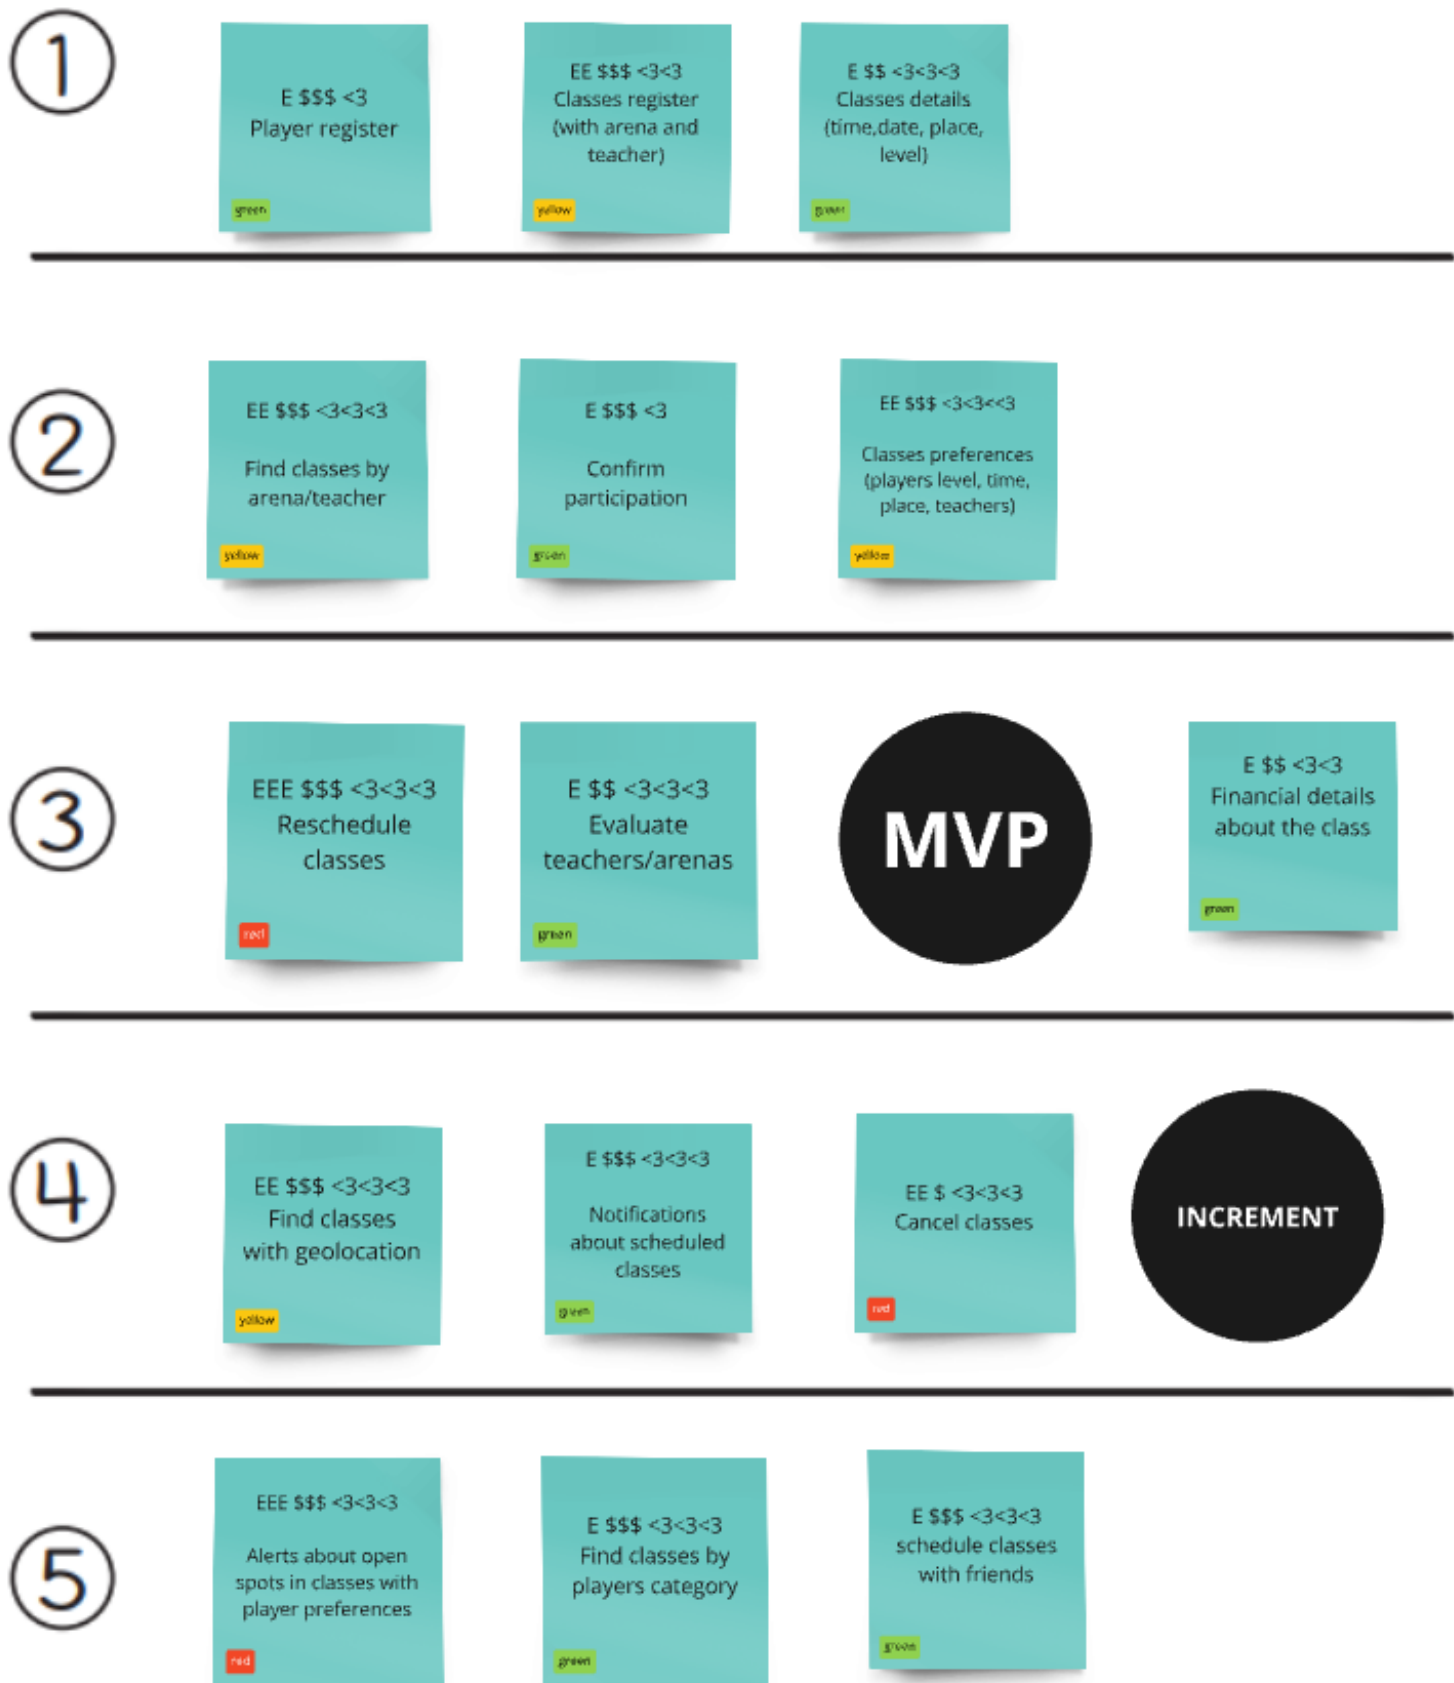 1
E $$$ <3
Player register
green
EE $$$ <3<3
Classes register
(with arena and
teacher)
yellow
E $$ <3<3<3
Classes details
(time,date, place,
level)
green
2
EE $$$ <3<3<3
Find classes by
arena/teacher
yellow
E $$$ <3
Confirm
participation
green
EE $$$ <3<3<<3
Classes preferences
(players level, time,
place, teachers)
yellow
3
EEE $$$ <3<3<3
Reschedule
classes
red
E $$ <3<3<3
Evaluate
teachers/arenas
green
MVP
E $$ <3<3
Financial details
about the class
green
4
EE $$$ <3<3<3
Find classes
with geolocation
yellow
E $$$ <3<3<3
Notifications
about scheduled
classes
green
EE $ <3<3<3
Cancel classes
red
INCREMENT
5
EEE $$$ <3<3<3
Alerts about open
spots in classes with
player preferences
red
E $$$ <3<3<3
Find classes by
players category
green
E $$$ <3<3<3
schedule classes
with friends
green